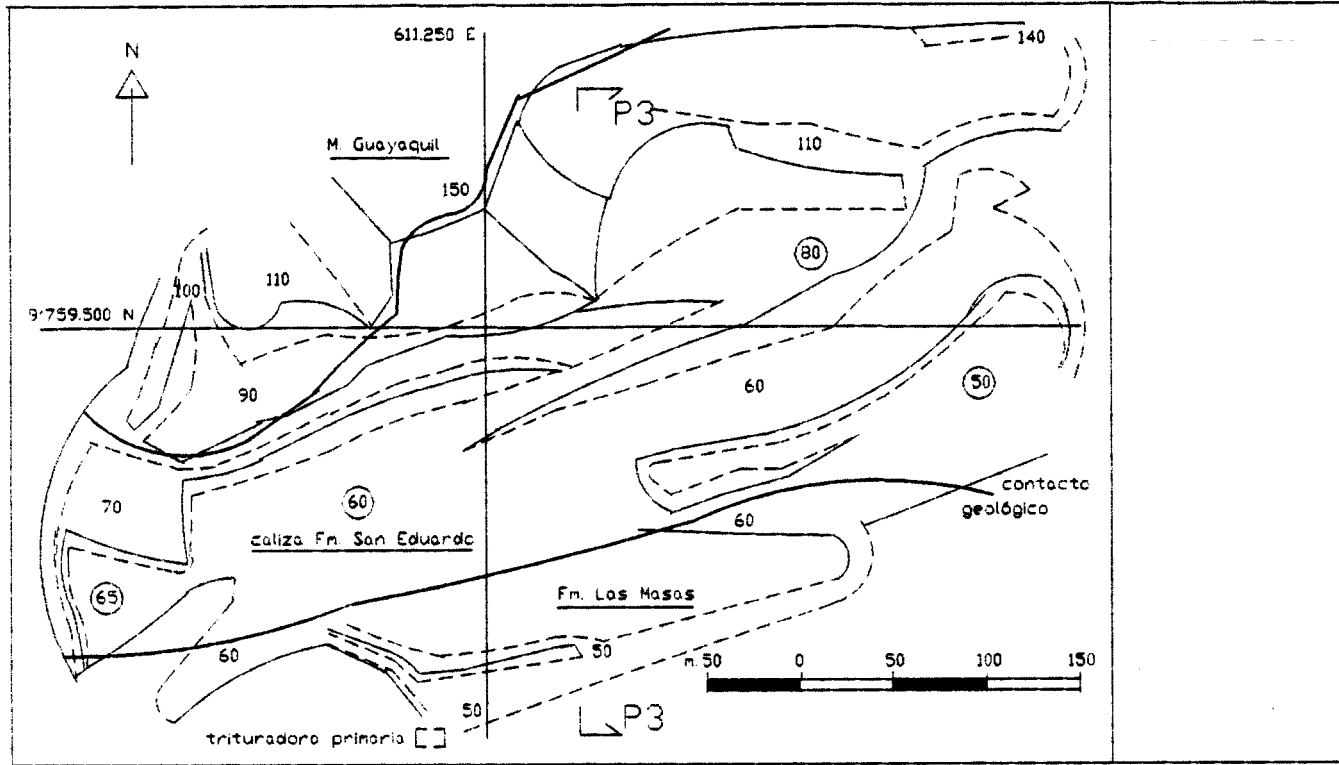 611.250 E
N
140
P3
M. Guayaquil
110
150
80
100
110
9'759.500 N
90
60
50
70
60
contacto
geológico
60
caliza Fm. San Eduardo
65
Fm. Las Masas
60
50
m. 50 0 50 100 150
50
P3
trituradora primaria